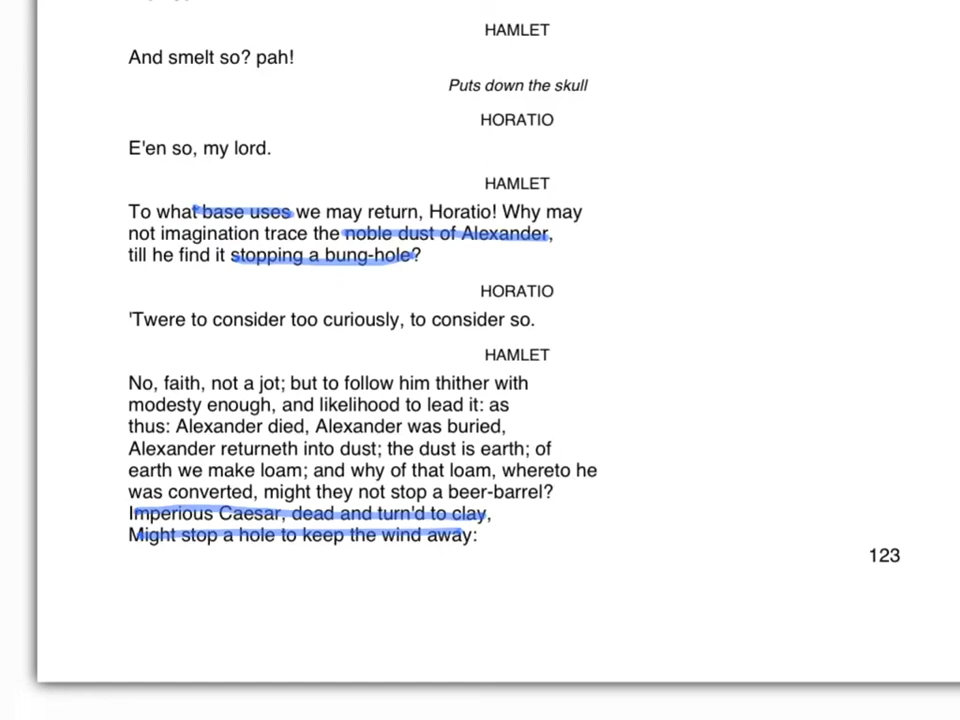 HAMLET
And smelt so? pah!
Puts down the skull
HORATIO
E'en so, my lord.
HAMLET
To what base uses we may return, Horatio! Why may
not imagination trace the noble dust of Alexander,
till he find it stopping a bung-hole?
HORATIO
'Twere to consider too curiously, to consider so.
HAMLET
No, faith, not a jot; but to follow him thither with
modesty enough, and likelihood to lead it: as
thus: Alexander died, Alexander was buried,
Alexander returneth into dust; the dust is earth; of
earth we make loam; and why of that loam, whereto he
was converted, might they not stop a beer-barrel?
Imperious Caesar, dead and turn'd to clay,
Might stop a hole to keep the wind away:
123